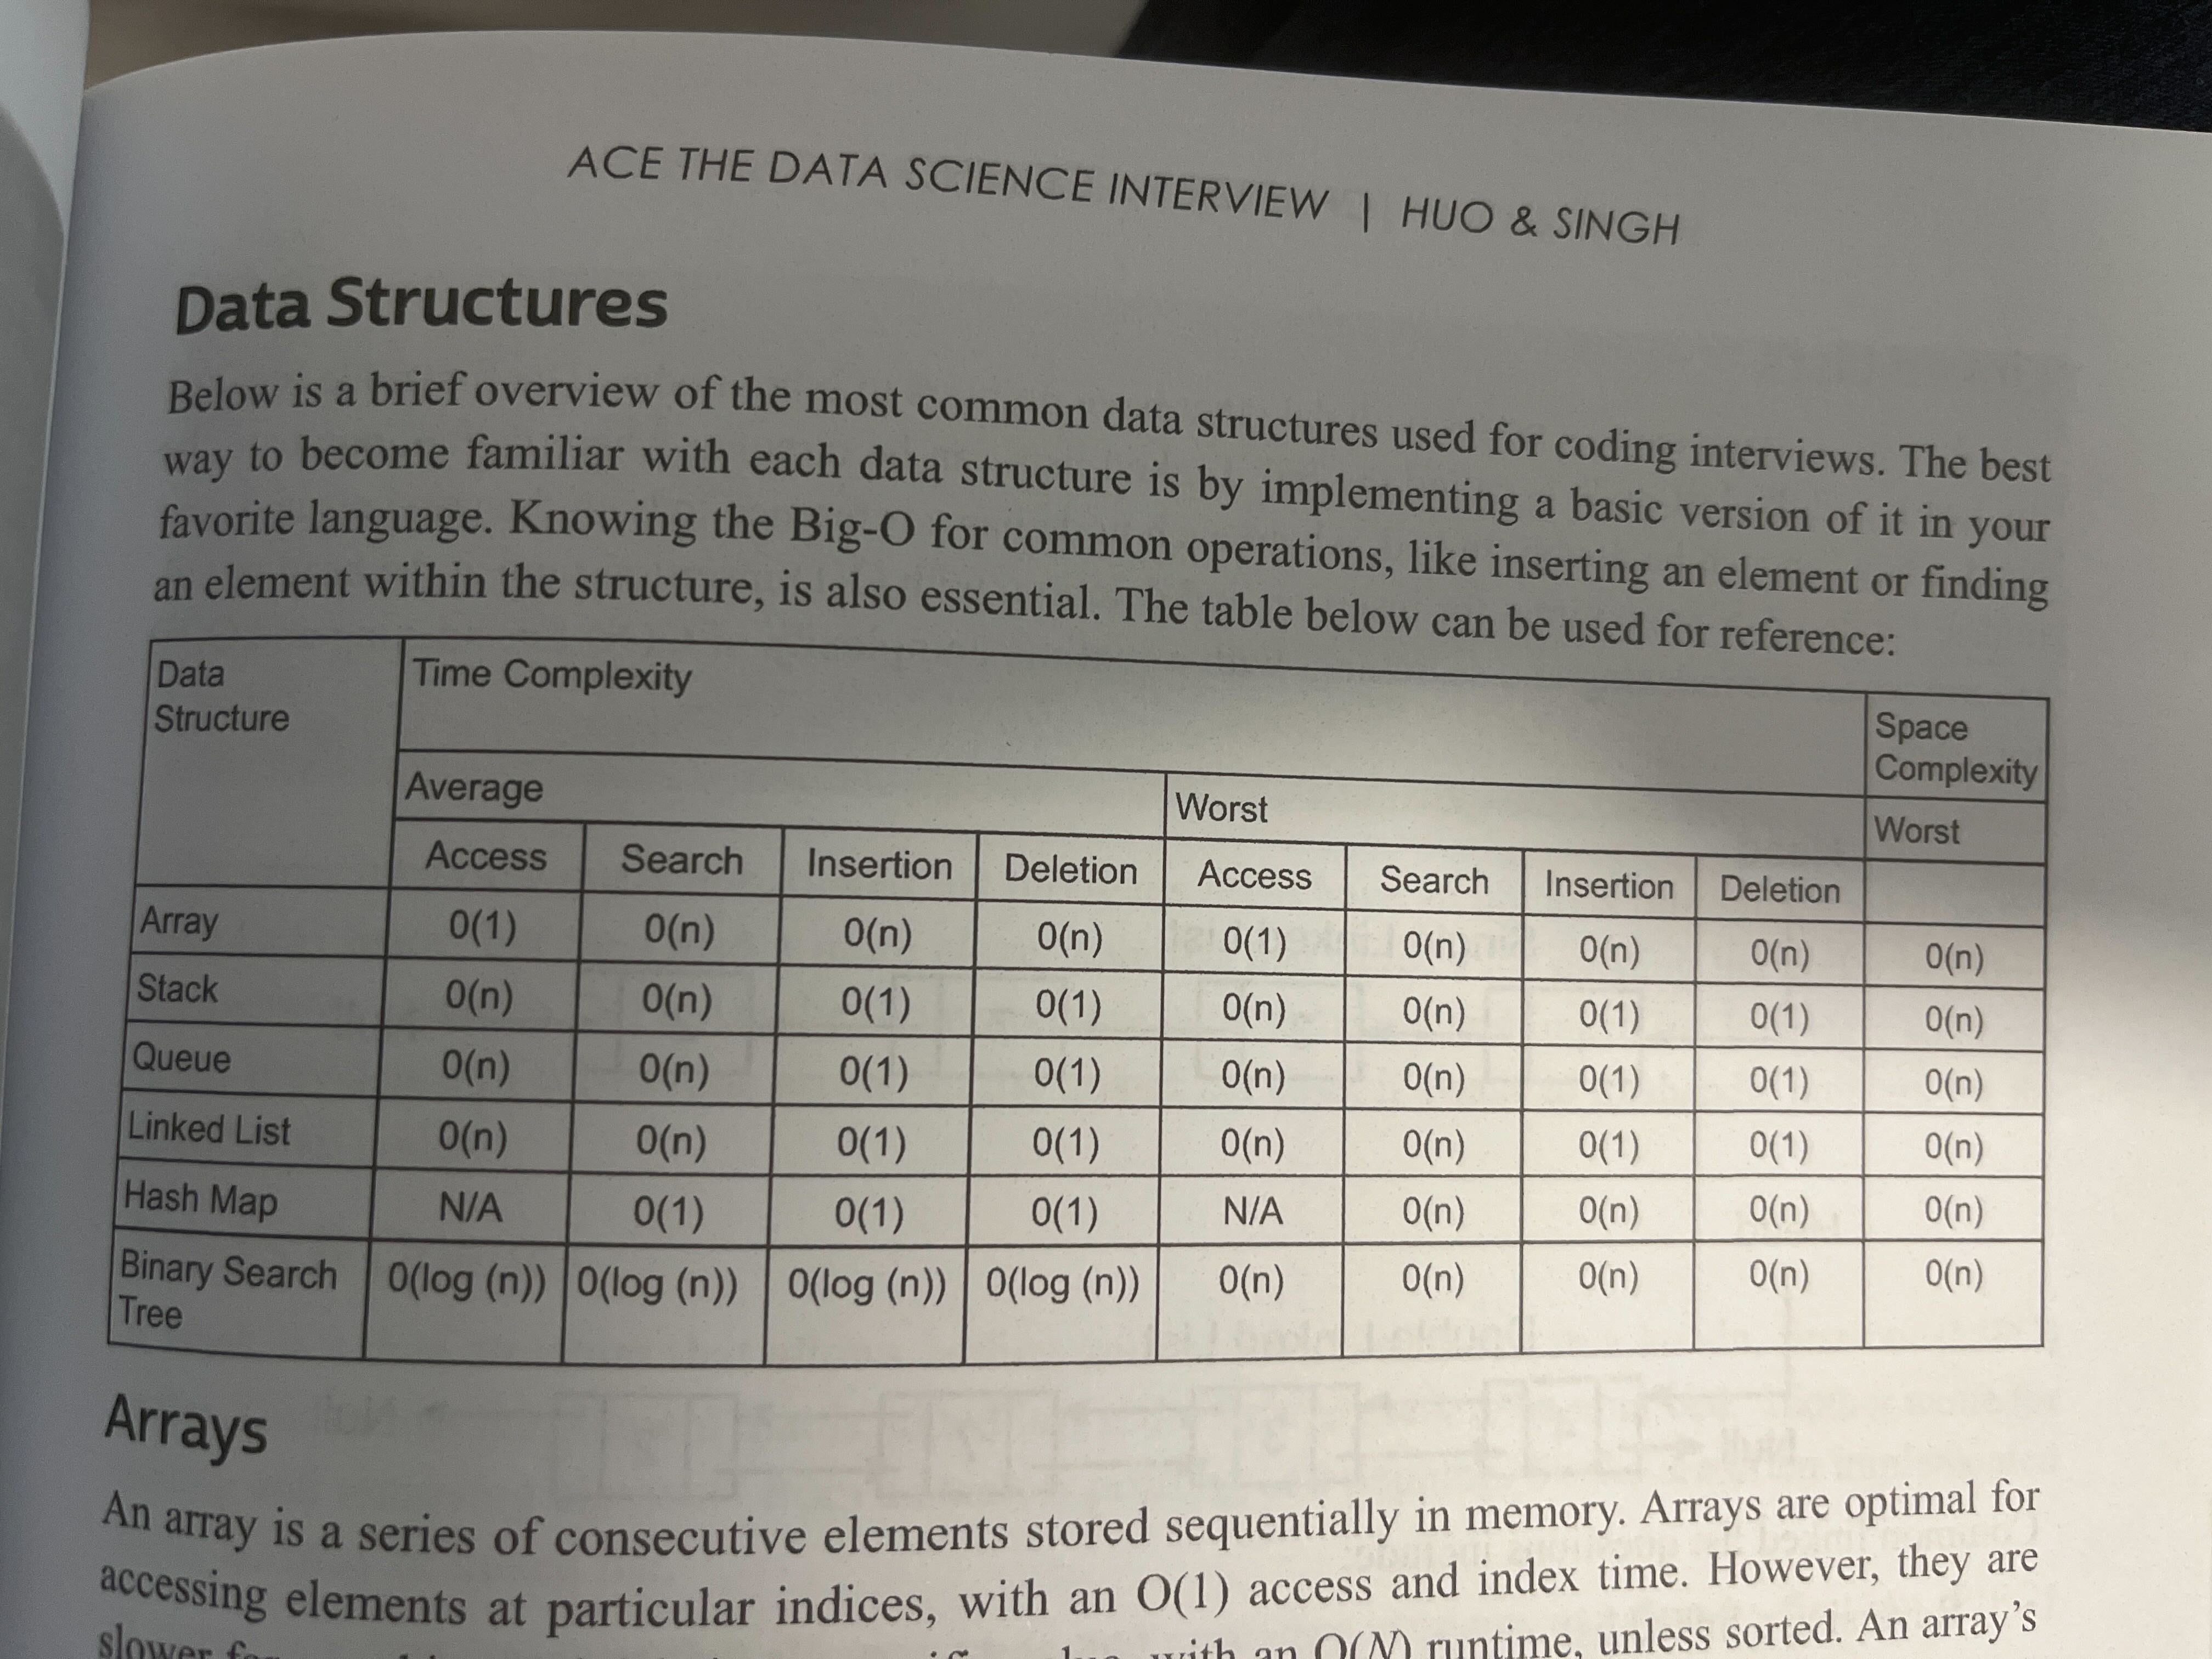 ACE THE DATA SCIENCE INTERVIEW | HUO & SINGH
Data Structures
Below is a brief overview of the most common data structures used for coding interviews. The best
way to become familiar with each data structure is by implementing a basic version of it in your
favorite language. Knowing the Big-O for common operations, like inserting an element or finding
an element within the structure, is also essential. The table below can be used for reference:
Data Structure Time Complexity Space Complexity
Average Worst Worst
Access Search Insertion Deletion Access Search Insertion Deletion
Array 0(1) 0(n) 0(n) 0(n) 0(1) 0(n) 0(n) 0(n) 0(n)
Stack 0(n) 0(n) 0(1) 0(1) 0(n) 0(n) 0(1) 0(1) 0(n)
Queue 0(n) 0(n) 0(1) 0(1) 0(n) 0(n) 0(1) 0(1) 0(n)
Linked List 0(n) 0(n) 0(1) 0(1) 0(n) 0(n) 0(1) 0(1) 0(n)
Hash Map N/A 0(1) 0(1) 0(1) N/A 0(n) 0(n) 0(n) 0(n)
Binary Search Tree 0(log (n)) 0(log (n)) 0(log (n)) 0(log (n)) 0(n) 0(n) 0(n) 0(n) 0(n)
Arrays
An array is a series of consecutive elements stored sequentially in memory. Arrays are optimal for
accessing elements at particular indices, with an O(1) access and index time. However, they are
slower with an O(N) runtime, unless sorted. An array's